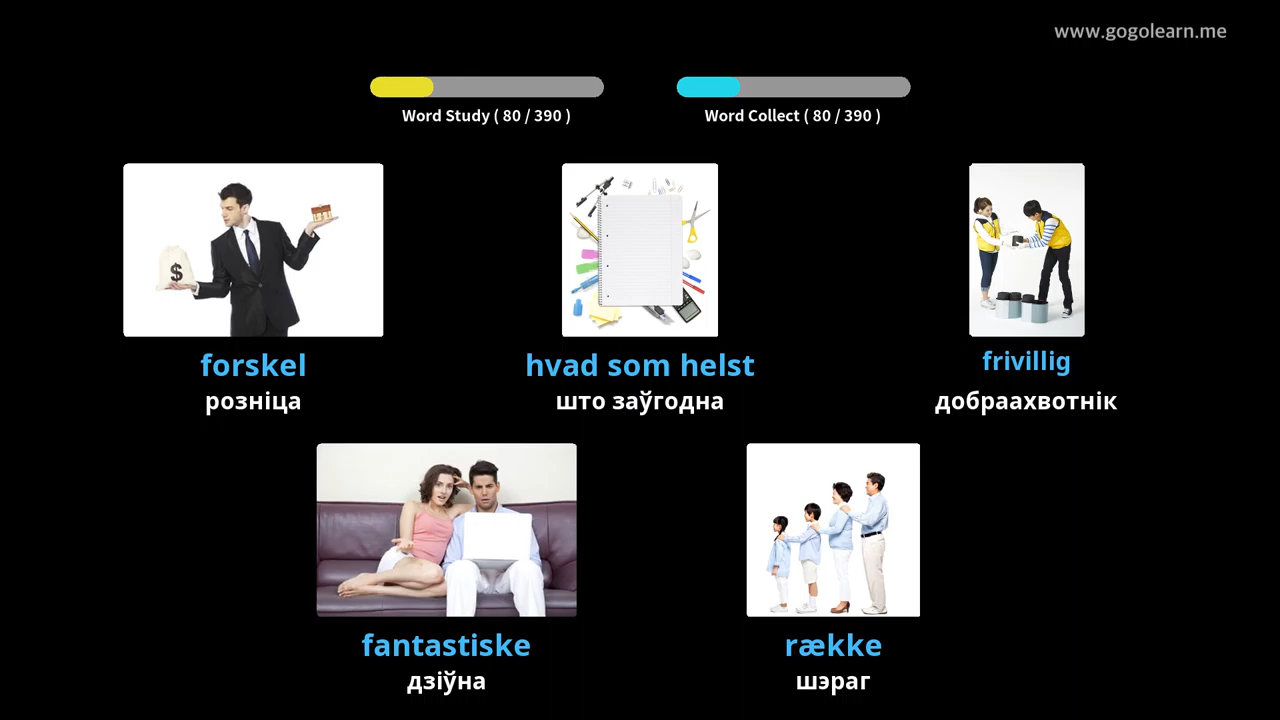 www.gogolearn.me
Word Study ( 80 / 390 )
Word Collect ( 80 / 390 )
$
forskel
розніца
hvad som helst
што заўгодна
frivillig
добраахвотнік
fantastiske
дзіўна
række
шэраг